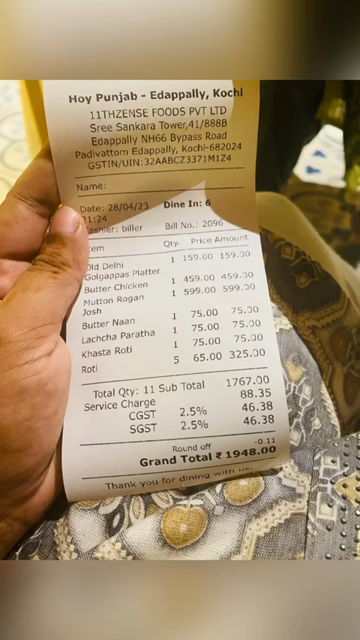 Hoy Punjab - Edappally, Kochi
11THZENSE FOODS PVT LTD
Sree Sankara Tower,41/888B
Edappally NH66 Bypass Road
Padivattom Edappally, Kochi-682024
GSTIN/UIN:32AABCZ3371M1Z4
Name:
Date: 28/04/23 Dine In: 6
21:24
Cashier: biller Bill No.: 2096
Item Qty. Price Amount
Old Delhi 1 159.00 159.00
Golgappas Platter
Butter Chicken 1 459.00 459.00
Mutton Rogan 1 599.00 599.00
Josh
Butter Naan 1 75.00 75.00
Lachcha Paratha 1 75.00 75.00
Khasta Roti 1 75.00 75.00
Roti 5 65.00 325.00
Total Qty: 11 Sub Total 1767.00
Service Charge 88.35
CGST 2.5% 46.38
SGST 2.5% 46.38
Round off -0.11
Grand Total ₹ 1948.00
Thank you for dining with us.